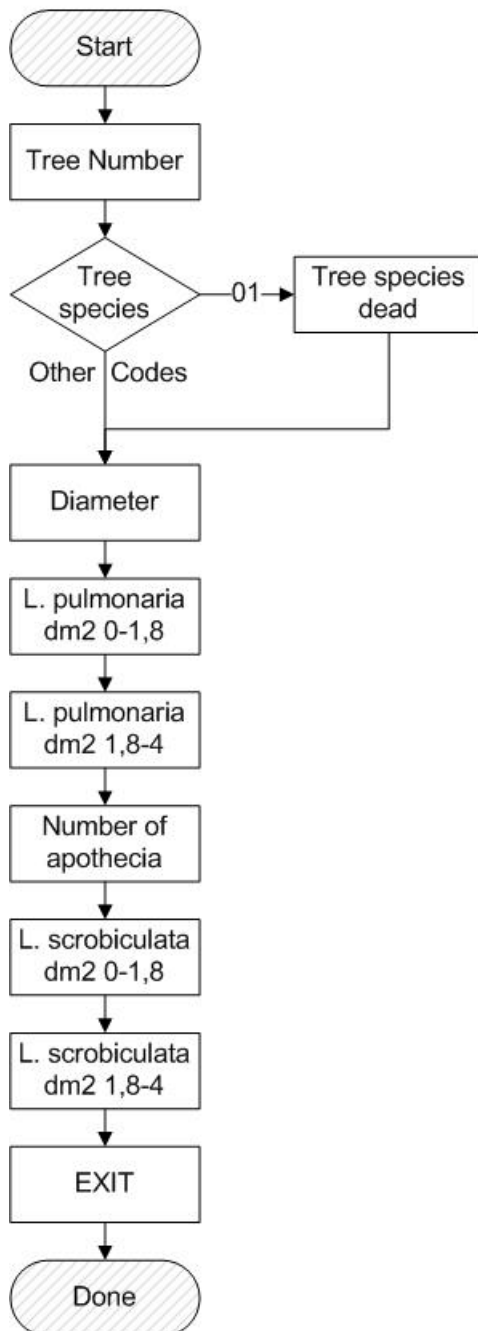 Start
Tree Number
Tree
species
01
Tree species
dead
Other Codes
Diameter
L. pulmonaria
dm2 0-1,8
L. pulmonaria
dm2 1,8-4
Number of
apothecia
L. scrobiculata
dm2 0-1,8
L. scrobiculata
dm2 1,8-4
EXIT
Done